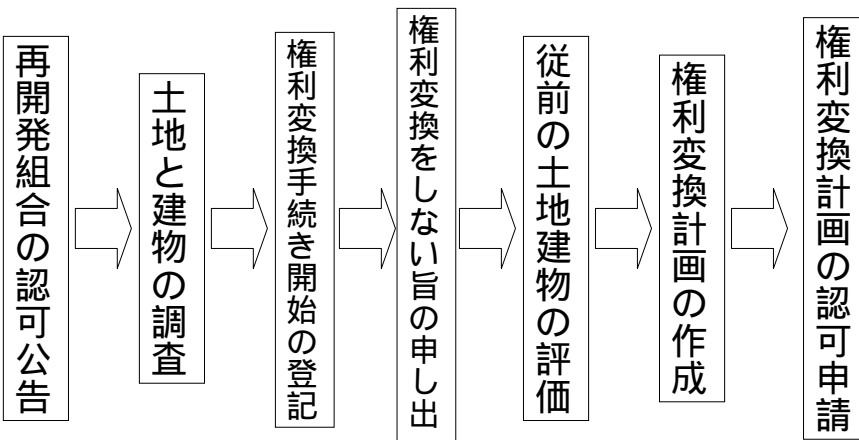 再開発組合の認可公告
土地と建物の調査
権利変換手続き開始の登記
権利変換をしない旨の申し出
従前の土地建物の評価
権利変換計画の作成
権利変換計画の認可申請